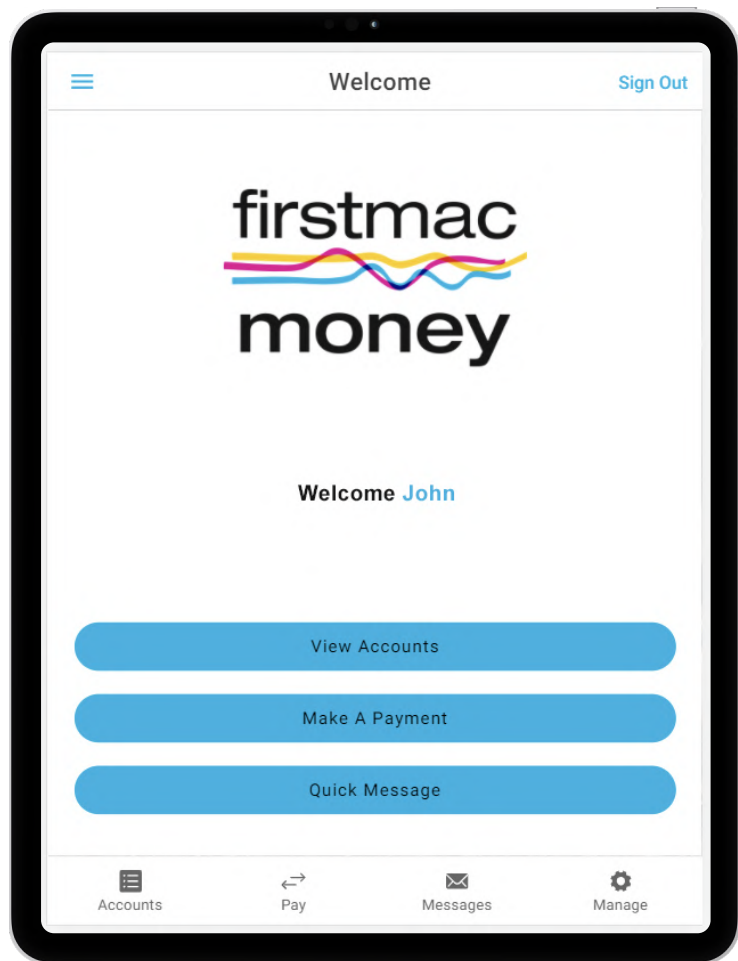 Welcome
Sign Out
firstmac
money
Welcome John
View Accounts
Make A Payment
Quick Message
Accounts
Pay
Messages
Manage